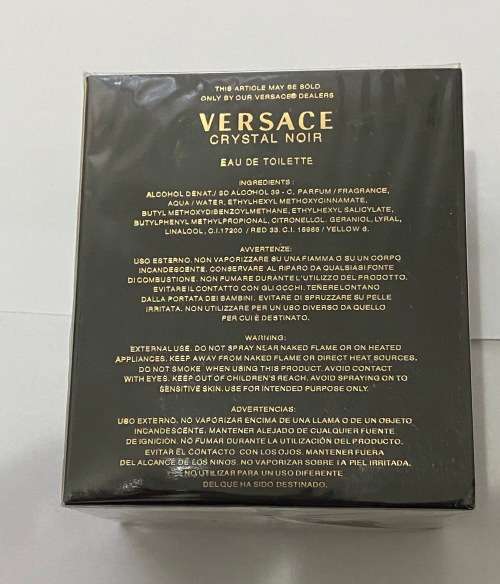 THIS ARTICLE MAY BE SOLD
ONLY BY OUR VERSACE® DEALERS
VERSACE
CRYSTAL NOIR
EAU DE TOILETTE
INGREDIENTS :
ALCOHOL DENAT./ SD ALCOHOL 39 - C, PARFUM / FRAGRANCE,
AQUA / WATER, ETHYLHEXYL METHOXYCINNAMATE,
BUTYL METHOXYDIBENZOYLMETHANE, ETHYLHEXYL SALICYLATE,
BUTYLPHENYL METHYLPROPIONAL, CITRONELLOL, GERANIOL, LYRAL,
LINALOOL, C.I.17200 / RED 33. C.I. 15985 / YELLOW 6.
AVVERTENZE:
USO ESTERNO. NON VAPORIZZARE SU UNA FIAMMA O SU UN CORPO
INCANDESCENTE. CONSERVARE AL RIPARO DA QUALSIASI FONTE
DI COMBUSTIONE. NON FUMARE DURANTE L'UTILIZZO DEL PRODOTTO.
EVITARE IL CONTATTO CON GLI OCCHI. TENERE LONTANO
DALLA PORTATA DEI BAMBINI. EVITARE DI SPRUZZARE SU PELLE
IRRITATA. NON UTILIZZARE PER UN USO DIVERSO DA QUELLO
PER CUI È DESTINATO.
WARNING:
EXTERNAL USE. DO NOT SPRAY NEAR NAKED FLAME OR ON HEATED
APPLIANCES. KEEP AWAY FROM NAKED FLAME OR DIRECT HEAT SOURCES.
DO NOT SMOKE WHEN USING THIS PRODUCT. AVOID CONTACT
WITH EYES. KEEP OUT OF CHILDREN'S REACH. AVOID SPRAYING ON TO
SENSITIVE SKIN. USE FOR INTENDED PURPOSE ONLY.
ADVERTENCIAS:
USO EXTERNO. NO VAPORIZAR ENCIMA DE UNA LLAMA O DE UN OBJETO
INCANDESCENTE. MANTENER ALEJADO DE CUALQUIER FUENTE
DE IGNICION. NO FUMAR DURANTE LA UTILIZACIÓN DEL PRODUCTO.
EVITAR EL CONTACTO CON LOS OJOS. MANTENER FUERA
DEL ALCANCE DE LOS NINOS. NO VAPORIZAR SOBRE LA PIEL IRRITADA.
NO UTILIZAR PARA UN USO DIFERENTE
DEL QUE HA SIDO DESTINADO.